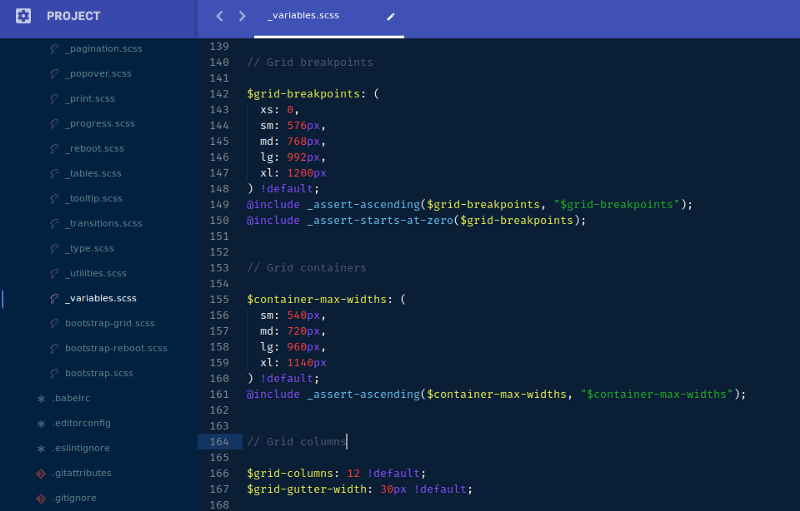 PROJECT
_variables.scss
_pagination.scss
_popover.scss
_print.scss
_progress.scss
_reboot.scss
_tables.scss
_tooltip.scss
_transitions.scss
_type.scss
_utilities.scss
_variables.scss
bootstrap-grid.scss
bootstrap-reboot.scss
bootstrap.scss
.babelrc
.editorconfig
.eslintignore
.gitattributes
.gitignore
139
140 // Grid breakpoints
141
142 $grid-breakpoints: (
143 xs: 0,
144 sm: 576px,
145 md: 768px,
146 lg: 992px,
147 xl: 1200px
148 ) !default;
149 @include _assert-ascending($grid-breakpoints, "$grid-breakpoints");
150 @include _assert-starts-at-zero($grid-breakpoints);
151
152
153 // Grid containers
154
155 $container-max-widths: (
156 sm: 540px,
157 md: 720px,
158 lg: 960px,
159 xl: 1140px
160 ) !default;
161 @include _assert-ascending($container-max-widths, "$container-max-widths");
162
163
164 // Grid columns
165
166 $grid-columns: 12 !default;
167 $grid-gutter-width: 30px !default;
168